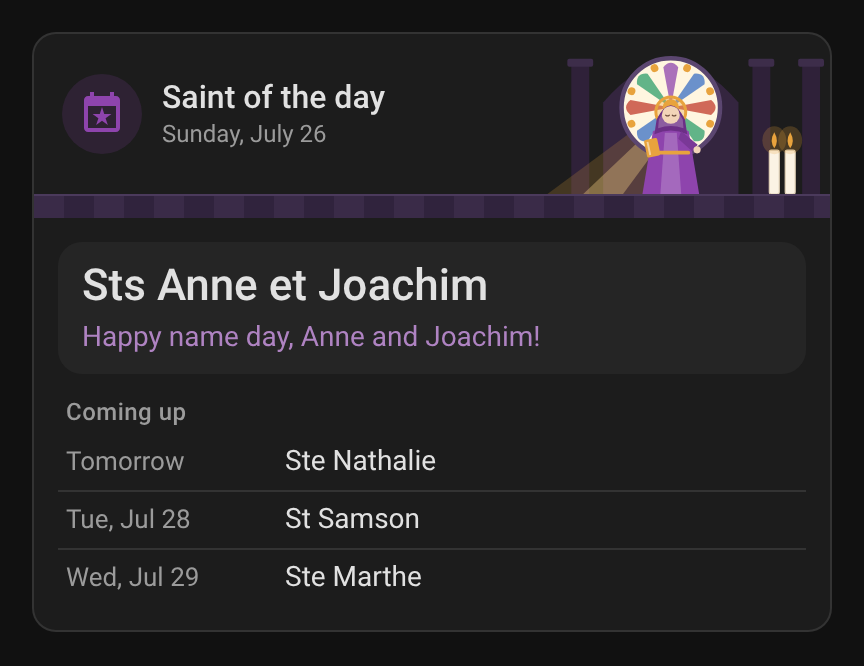 Saint of the day
Sunday, July 26
Sts Anne et Joachim
Happy name day, Anne and Joachim!
Coming up
Tomorrow Ste Nathalie
Tue, Jul 28 St Samson
Wed, Jul 29 Ste Marthe